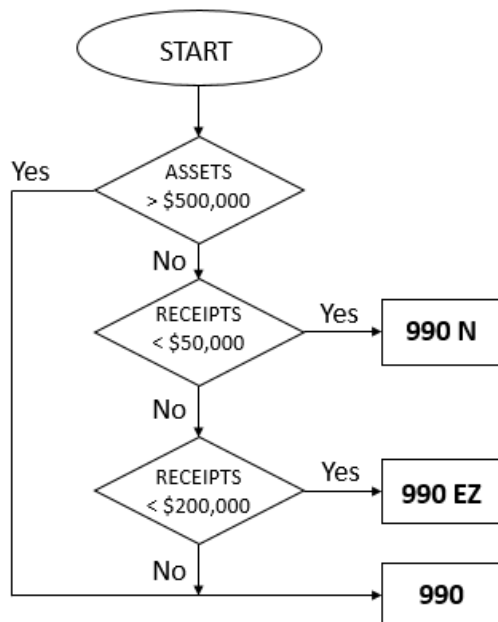 START
Yes
ASSETS
> $500,000
No
RECEIPTS
< $50,000
Yes
990 N
No
RECEIPTS
< $200,000
Yes
990 EZ
No
990